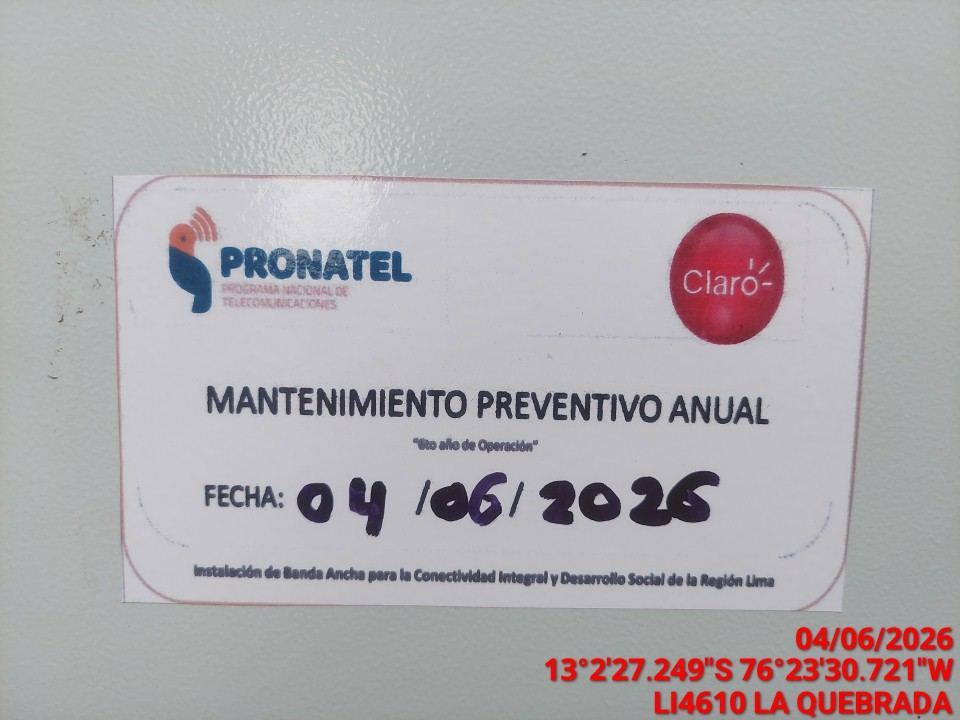 PRONATEL
PROGRAMA NACIONAL DE
TELECOMUNICACIONES
Claro
MANTENIMIENTO PREVENTIVO ANUAL
"6to año de Operación"
FECHA: 04/06/2026
Instalación de Banda Ancha para la Conectividad Integral y Desarrollo Social de la Región Lima
04/06/2026
13°2'27.249"S 76°23'30.721"W
LI4610 LA QUEBRADA